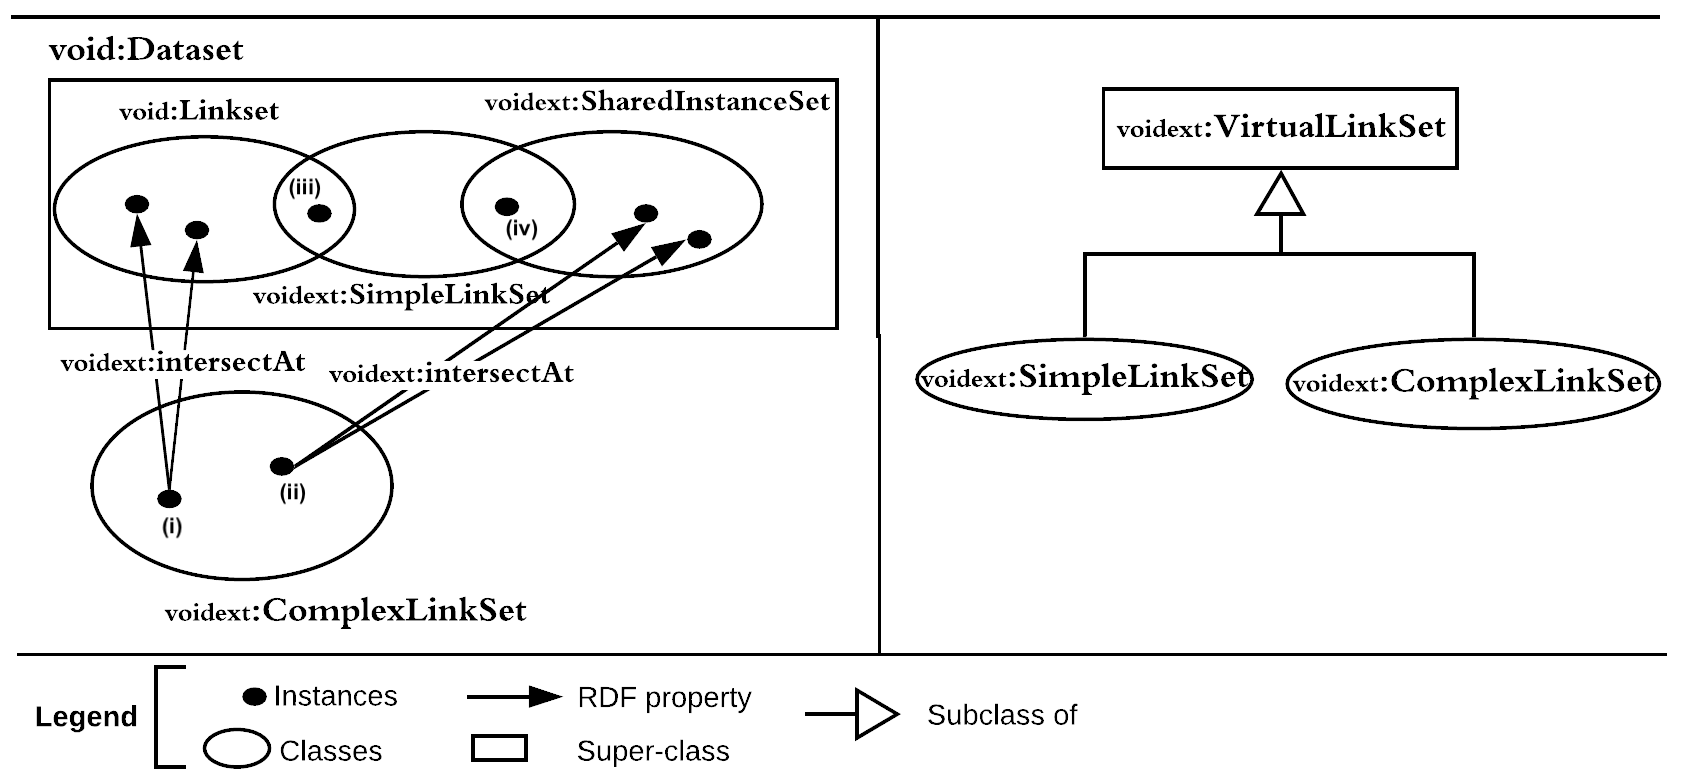 void:Dataset
void:Linkset
voidext:SharedInstanceSet
(iii)
(iv)
voidext:SimpleLinkSet
voidext:intersectAt
voidext:intersectAt
(ii)
(i)
voidext:ComplexLinkSet
voidext:VirtualLinkSet
voidext:SimpleLinkSet
voidext:ComplexLinkSet
Legend
Instances
RDF property
Subclass of
Classes
Super-class